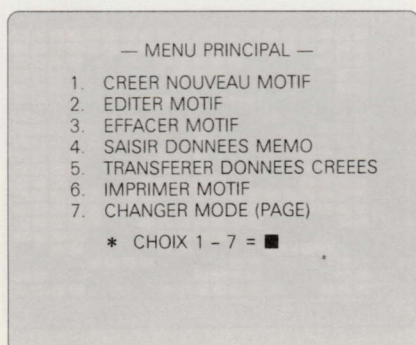 — MENU PRINCIPAL —
1. CREER NOUVEAU MOTIF
2. EDITER MOTIF
3. EFFACER MOTIF
4. SAISIR DONNEES MEMO
5. TRANSFERER DONNEES CREEES
6. IMPRIMER MOTIF
7. CHANGER MODE (PAGE)
* CHOIX 1 – 7 = ■